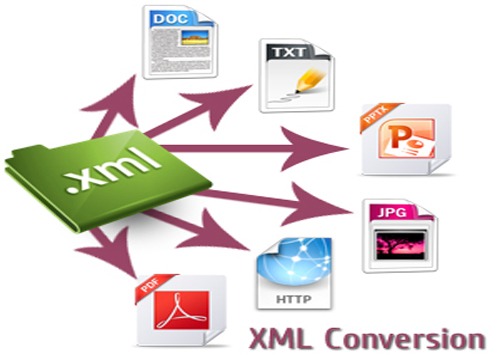 DOC
TXT
PPTX
P
.xml
JPG
HTTP
PDF
XML Conversion